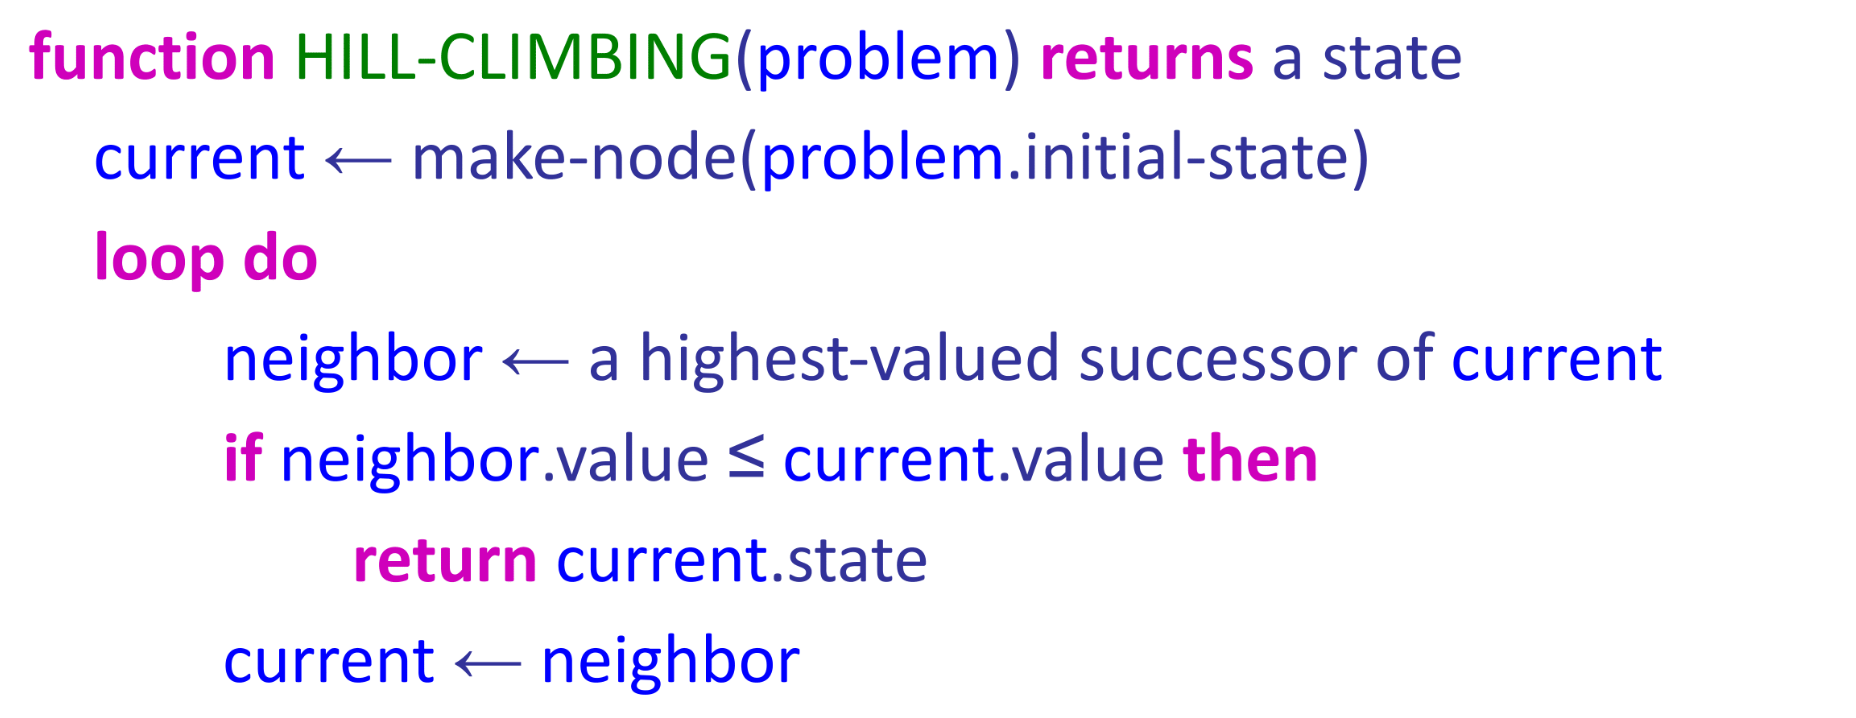 function HILL-CLIMBING(problem) returns a state
current ← make-node(problem.initial-state)
loop do
neighbor ← a highest-valued successor of current
if neighbor.value ≤ current.value then
return current.state
current ← neighbor